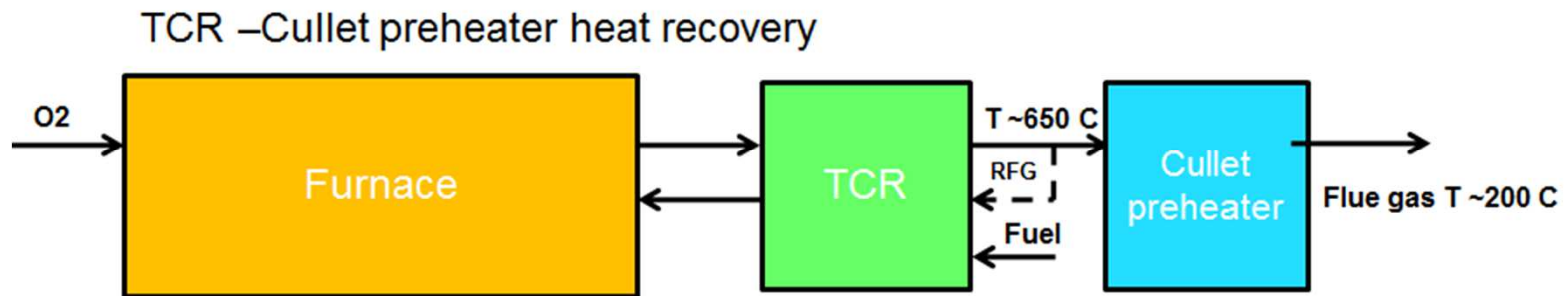 TCR –Cullet preheater heat recovery
O2
Furnace
TCR
T ~650 C
RFG
Fuel
Cullet
preheater
Flue gas T ~200 C